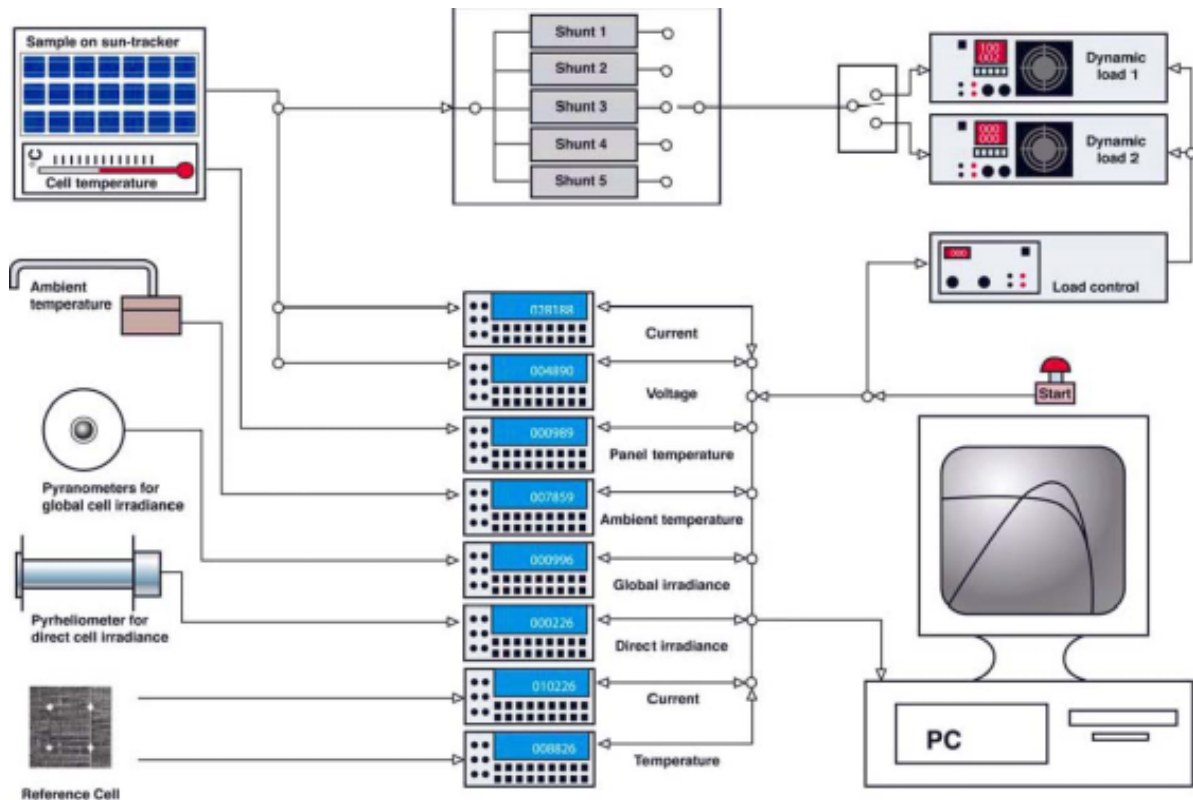 Sample on sun-tracker
°C
Cell temperature
Shunt 1
Shunt 2
Shunt 3
Shunt 4
Shunt 5
100
002
Dynamic
load 1
000
000
Dynamic
load 2
000
Load control
Ambient
temperature
028188
Current
004890
Voltage
Start
000989
Panel temperature
Pyranometers for
global cell irradiance
007859
Ambient temperature
000996
Global irradiance
Pyrheliometer for
direct cell irradiance
000226
Direct irradiance
010226
Current
008826
Temperature
Reference Cell
PC